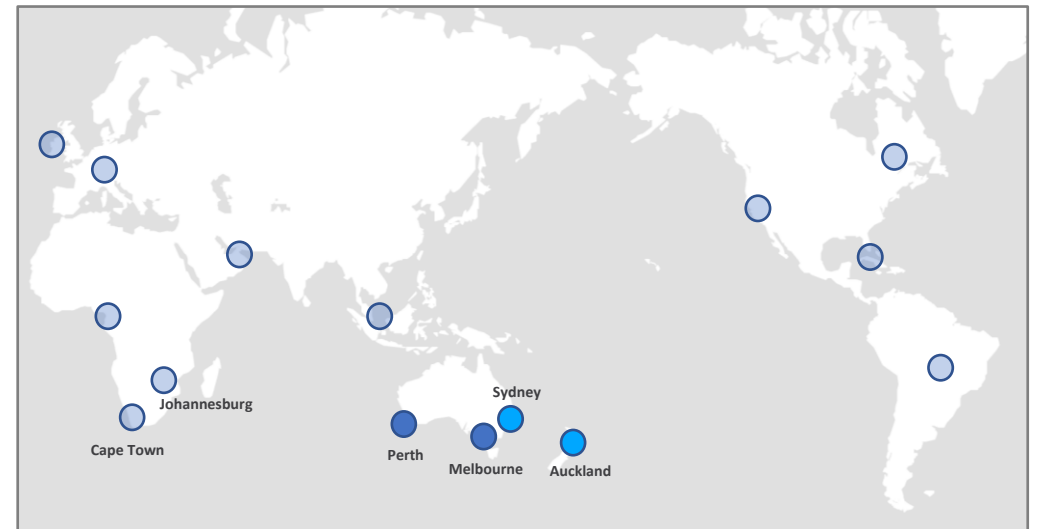 Sydney
Johannesburg
Cape Town
Perth
Melbourne
Auckland